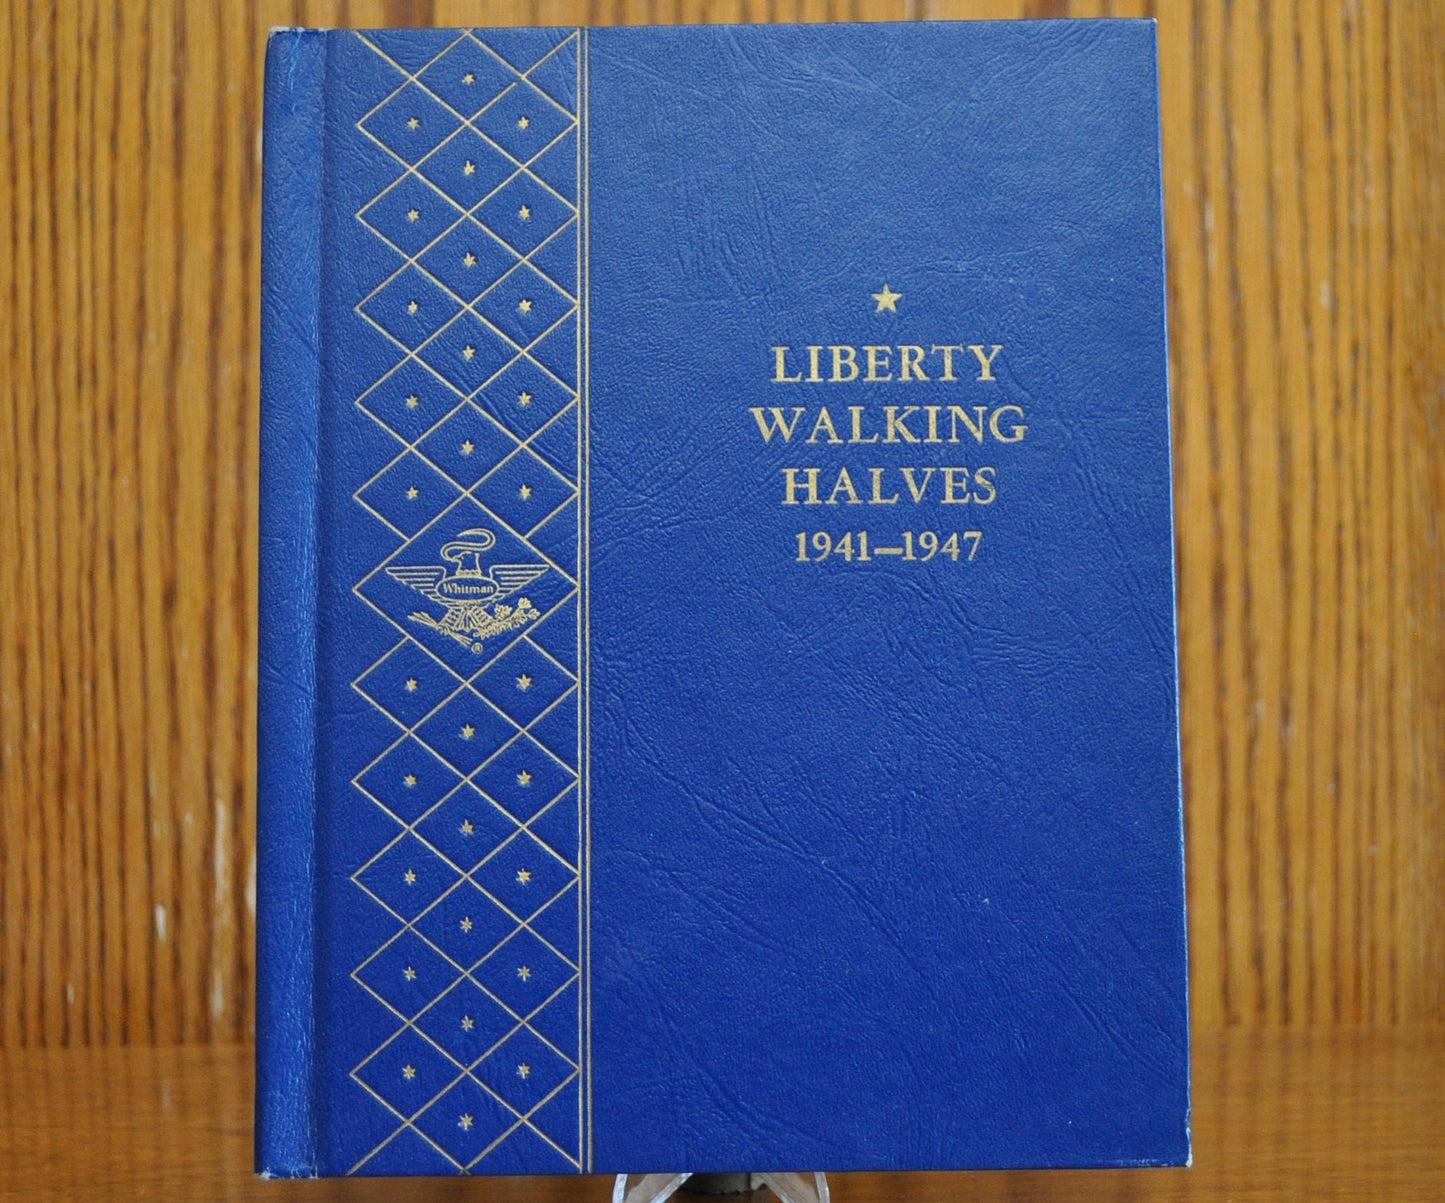 LIBERTY
WALKING
HALVES
1941–1947
Whitman
®